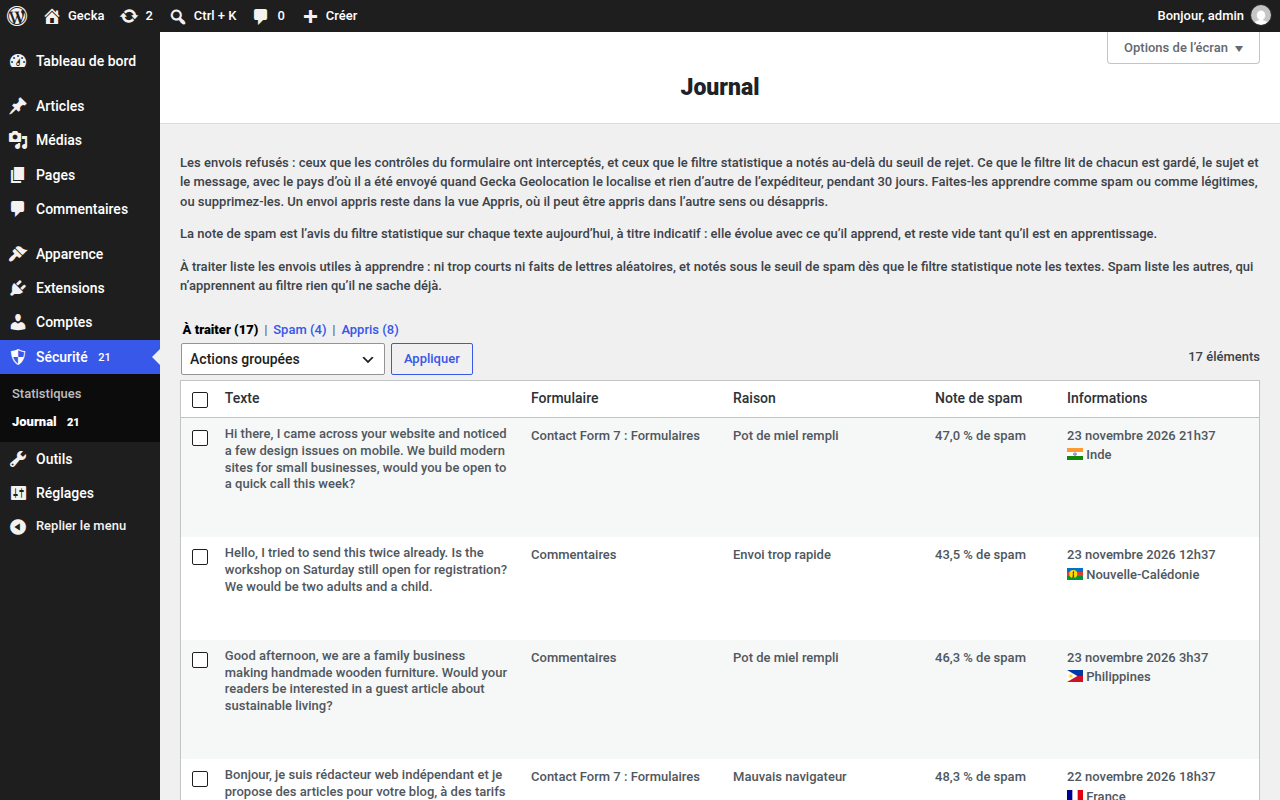 Gecka 2 Ctrl + K 0 Créer Bonjour, admin
Options de l'écran
Tableau de bord
Articles
Médias
Pages
Commentaires
Apparence
Extensions
Comptes
Sécurité 21
Statistiques
Journal 21
Outils
Réglages
Replier le menu
Journal
Les envois refusés : ceux que les contrôles du formulaire ont interceptés, et ceux que le filtre statistique a notés au-delà du seuil de rejet. Ce que le filtre lit de chacun est gardé, le sujet et
le message, avec le pays d'où il a été envoyé quand Gecka Geolocation le localise et rien d'autre de l'expéditeur, pendant 30 jours. Faites-les apprendre comme spam ou comme légitimes,
ou supprimez-les. Un envoi appris reste dans la vue Appris, où il peut être appris dans l'autre sens ou désappris.
La note de spam est l'avis du filtre statistique sur chaque texte aujourd'hui, à titre indicatif : elle évolue avec ce qu'il apprend, et reste vide tant qu'il est en apprentissage.
À traiter liste les envois utiles à apprendre : ni trop courts ni faits de lettres aléatoires, et notés sous le seuil de spam dès que le filtre statistique note les textes. Spam liste les autres, qui
n'apprennent au filtre rien qu'il ne sache déjà.
À traiter (17) | Spam (4) | Appris (8)
Actions groupées Appliquer 17 éléments
Texte Formulaire Raison Note de spam Informations
Hi there, I came across your website and noticed
a few design issues on mobile. We build modern
sites for small businesses, would you be open to
a quick call this week?
Contact Form 7 : Formulaires Pot de miel rempli 47,0 % de spam 23 novembre 2026 21h37
Inde
Hello, I tried to send this twice already. Is the
workshop on Saturday still open for registration?
We would be two adults and a child.
Commentaires Envoi trop rapide 43,5 % de spam 23 novembre 2026 12h37
Nouvelle-Calédonie
Good afternoon, we are a family business
making handmade wooden furniture. Would your
readers be interested in a guest article about
sustainable living?
Commentaires Pot de miel rempli 46,3 % de spam 23 novembre 2026 3h37
Philippines
Bonjour, je suis rédacteur web indépendant et je
propose des articles pour votre blog, à des tarifs
Contact Form 7 : Formulaires Mauvais navigateur 48,3 % de spam 22 novembre 2026 18h37
France